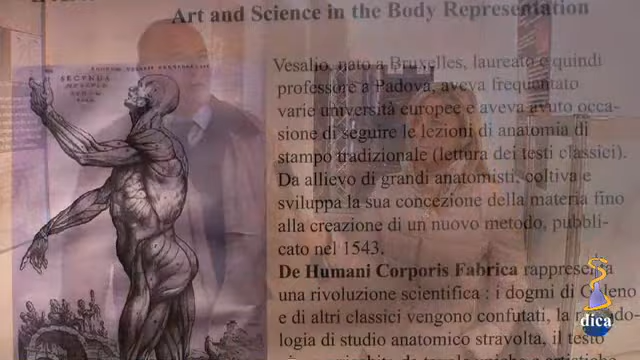 Art and Science in the Body Representation
SECVNDA
MVSCVLO
Vesalio, nato a Bruxelles, laureato e quindi
professore a Padova, aveva frequentato
varie università europee e aveva avuto occa-
sione di seguire le lezioni di anatomia di
stampo tradizionale (lettura dei testi classici).
Da allievo di grandi anatomisti, coltiva e
sviluppa la sua concezione della materia fino
alla creazione di un nuovo metodo, pubbli-
cato nel 1543.
De Humani Corporis Fabrica rappresenta
una rivoluzione scientifica : i dogmi di Galeno
e di altri classici vengono confutati, la metodo-
logia di studio anatomico stravolta, il testo
dica